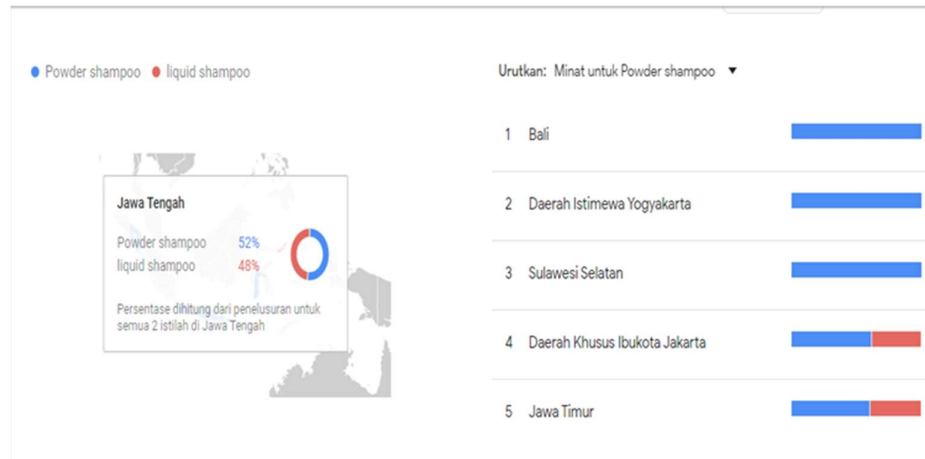 Powder shampoo liquid shampoo
Jawa Tengah
Powder shampoo 52%
liquid shampoo 48%
Persentase dihitung dari penelusuran untuk
semua 2 istilah di Jawa Tengah
Urutkan: Minat untuk Powder shampoo
1 Bali
2 Daerah Istimewa Yogyakarta
3 Sulawesi Selatan
4 Daerah Khusus Ibukota Jakarta
5 Jawa Timur